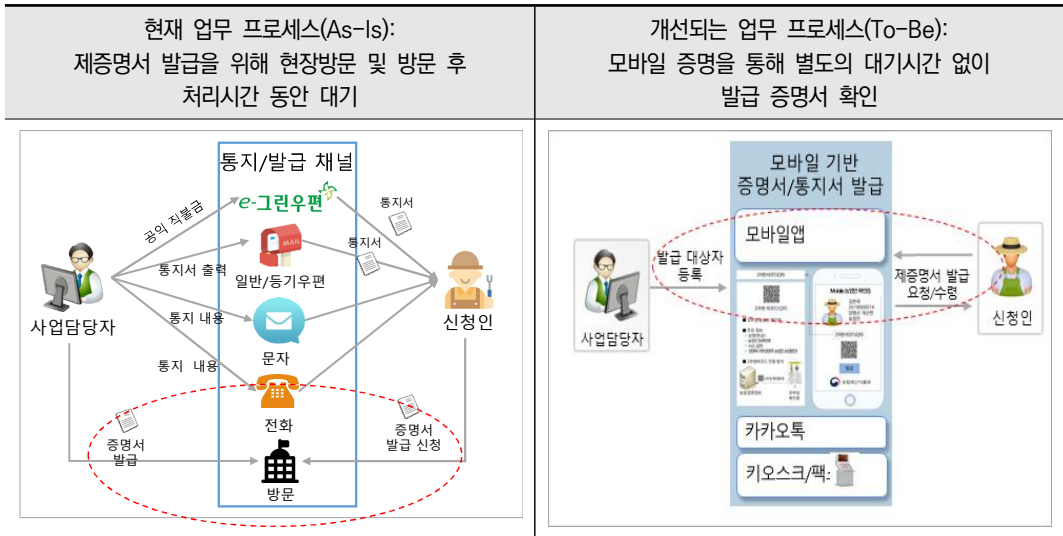 현재 업무 프로세스(As-Is):
제증명서 발급을 위해 현장방문 및 방문 후
처리시간 동안 대기
개선되는 업무 프로세스(To-Be):
모바일 증명을 통해 별도의 대기시간 없이
발급 증명서 확인
통지/발급 채널
e-그린우편
공익 직불금
통지서
MAIL
통지서
통지서 출력
일반/등기우편
사업담당자
통지 내용
문자
신청인
통지 내용
전화
증명서
발급
증명서
발급 신청
방문
모바일 기반
증명서/통지서 발급
모바일앱
발급 대상자
등록
제증명서 발급
요청/수령
사업담당자
신청인
카카오톡
키오스크/팩: